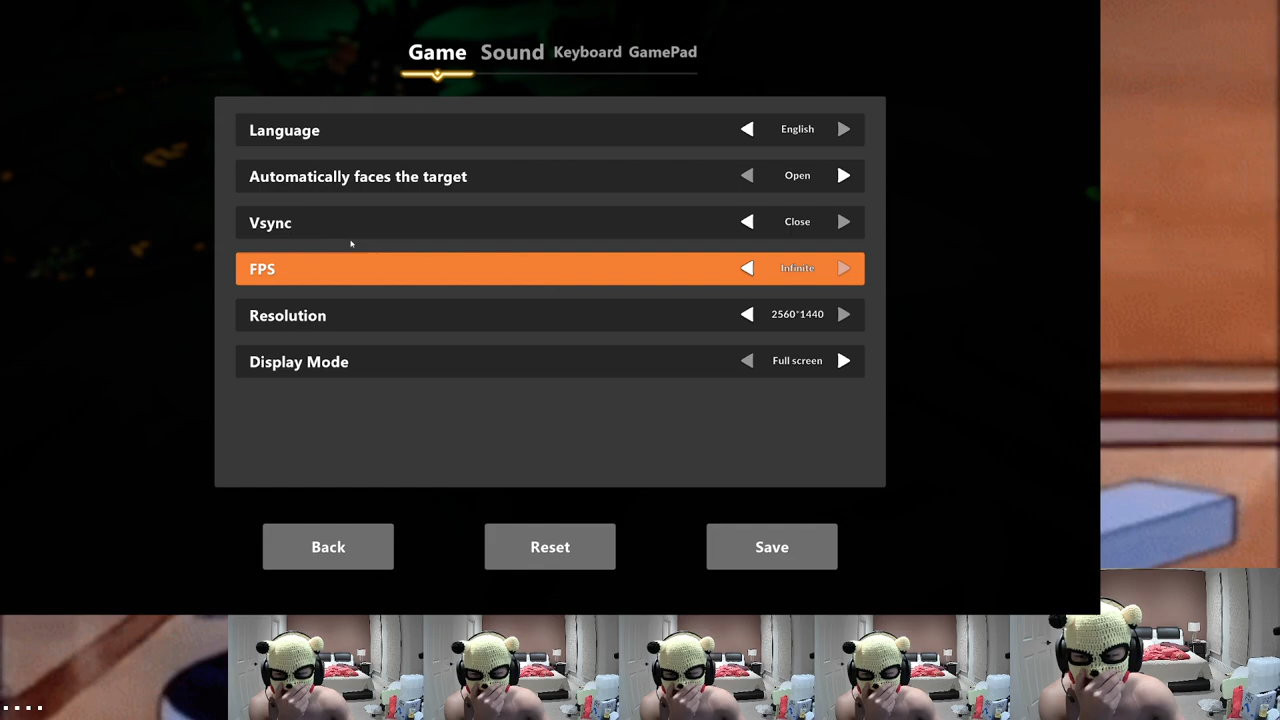 Game Sound Keyboard GamePad
Language English
Automatically faces the target Open
Vsync Close
FPS Infinite
Resolution 2560*1440
Display Mode Full screen
Back Reset Save